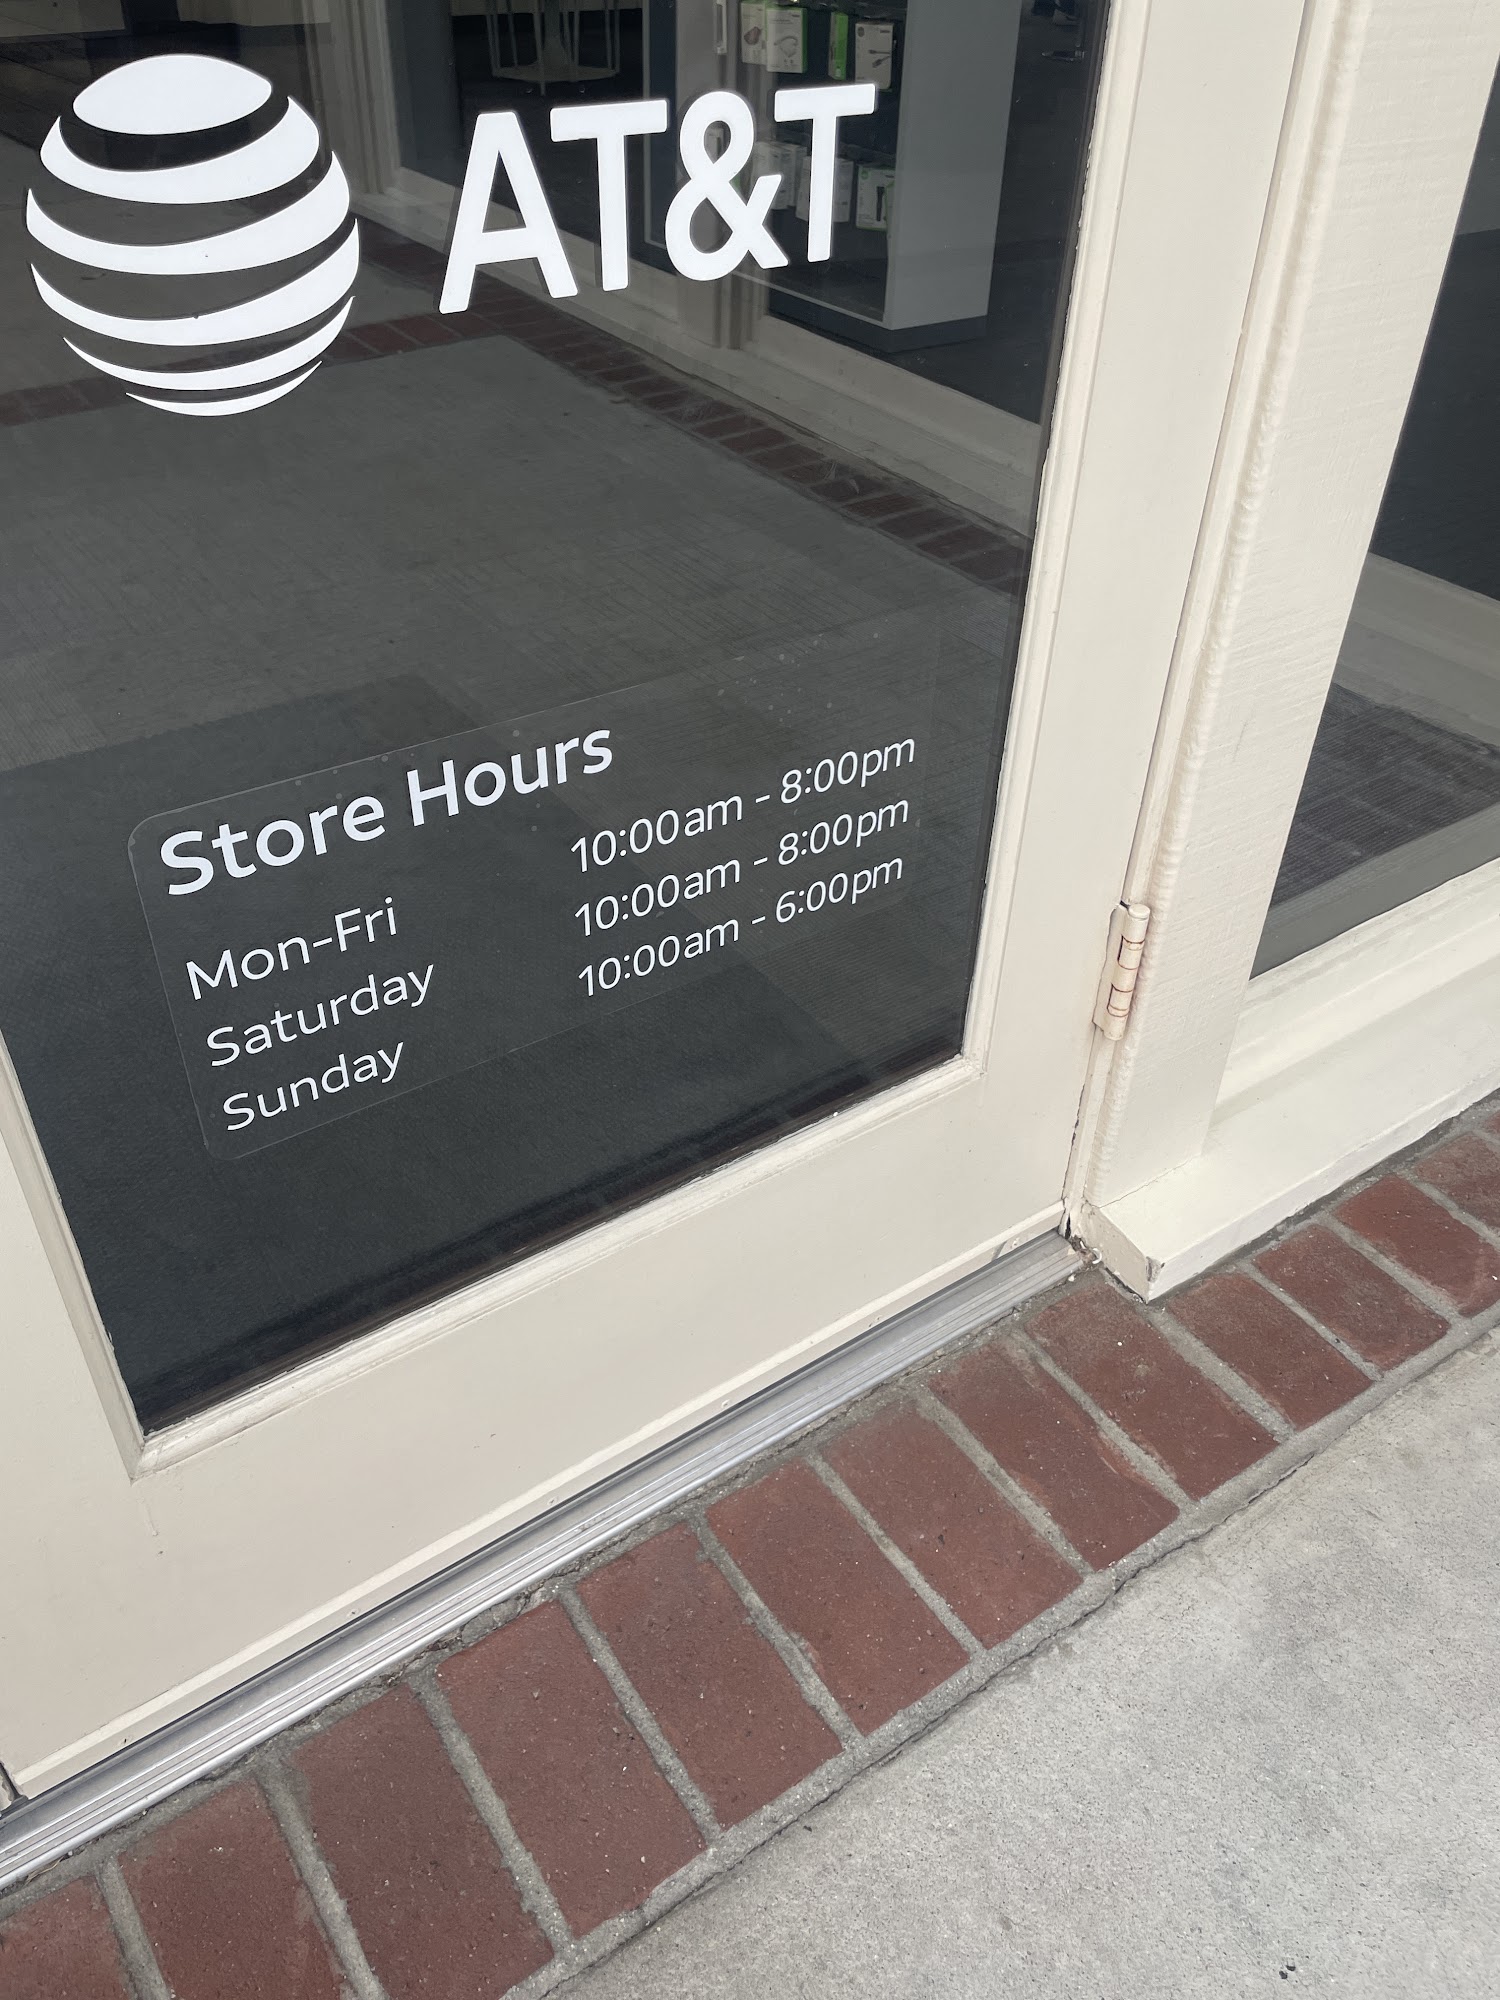 AT&T
Store Hours
Mon-Fri 10:00am - 8:00pm
Saturday 10:00am - 8:00pm
Sunday 10:00am - 6:00pm